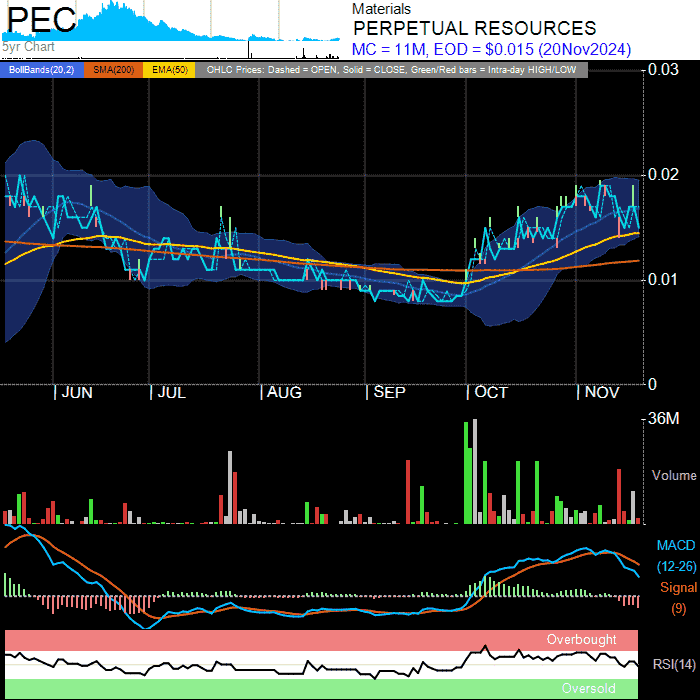 PEC
5yr Chart
Materials
PERPETUAL RESOURCES
MC = 11M, EOD = $0.015 (20Nov2024)
BollBands(20,2) SMA(200) EMA(50) OHLC Prices: Dashed = OPEN, Solid = CLOSE, Green/Red bars = Intra-day HIGH/LOW
0.03
0.02
0.01
0
| JUN | JUL | AUG | SEP | OCT | NOV
36M
Volume
MACD
(12-26)
Signal
(9)
Overbought
RSI(14)
Oversold